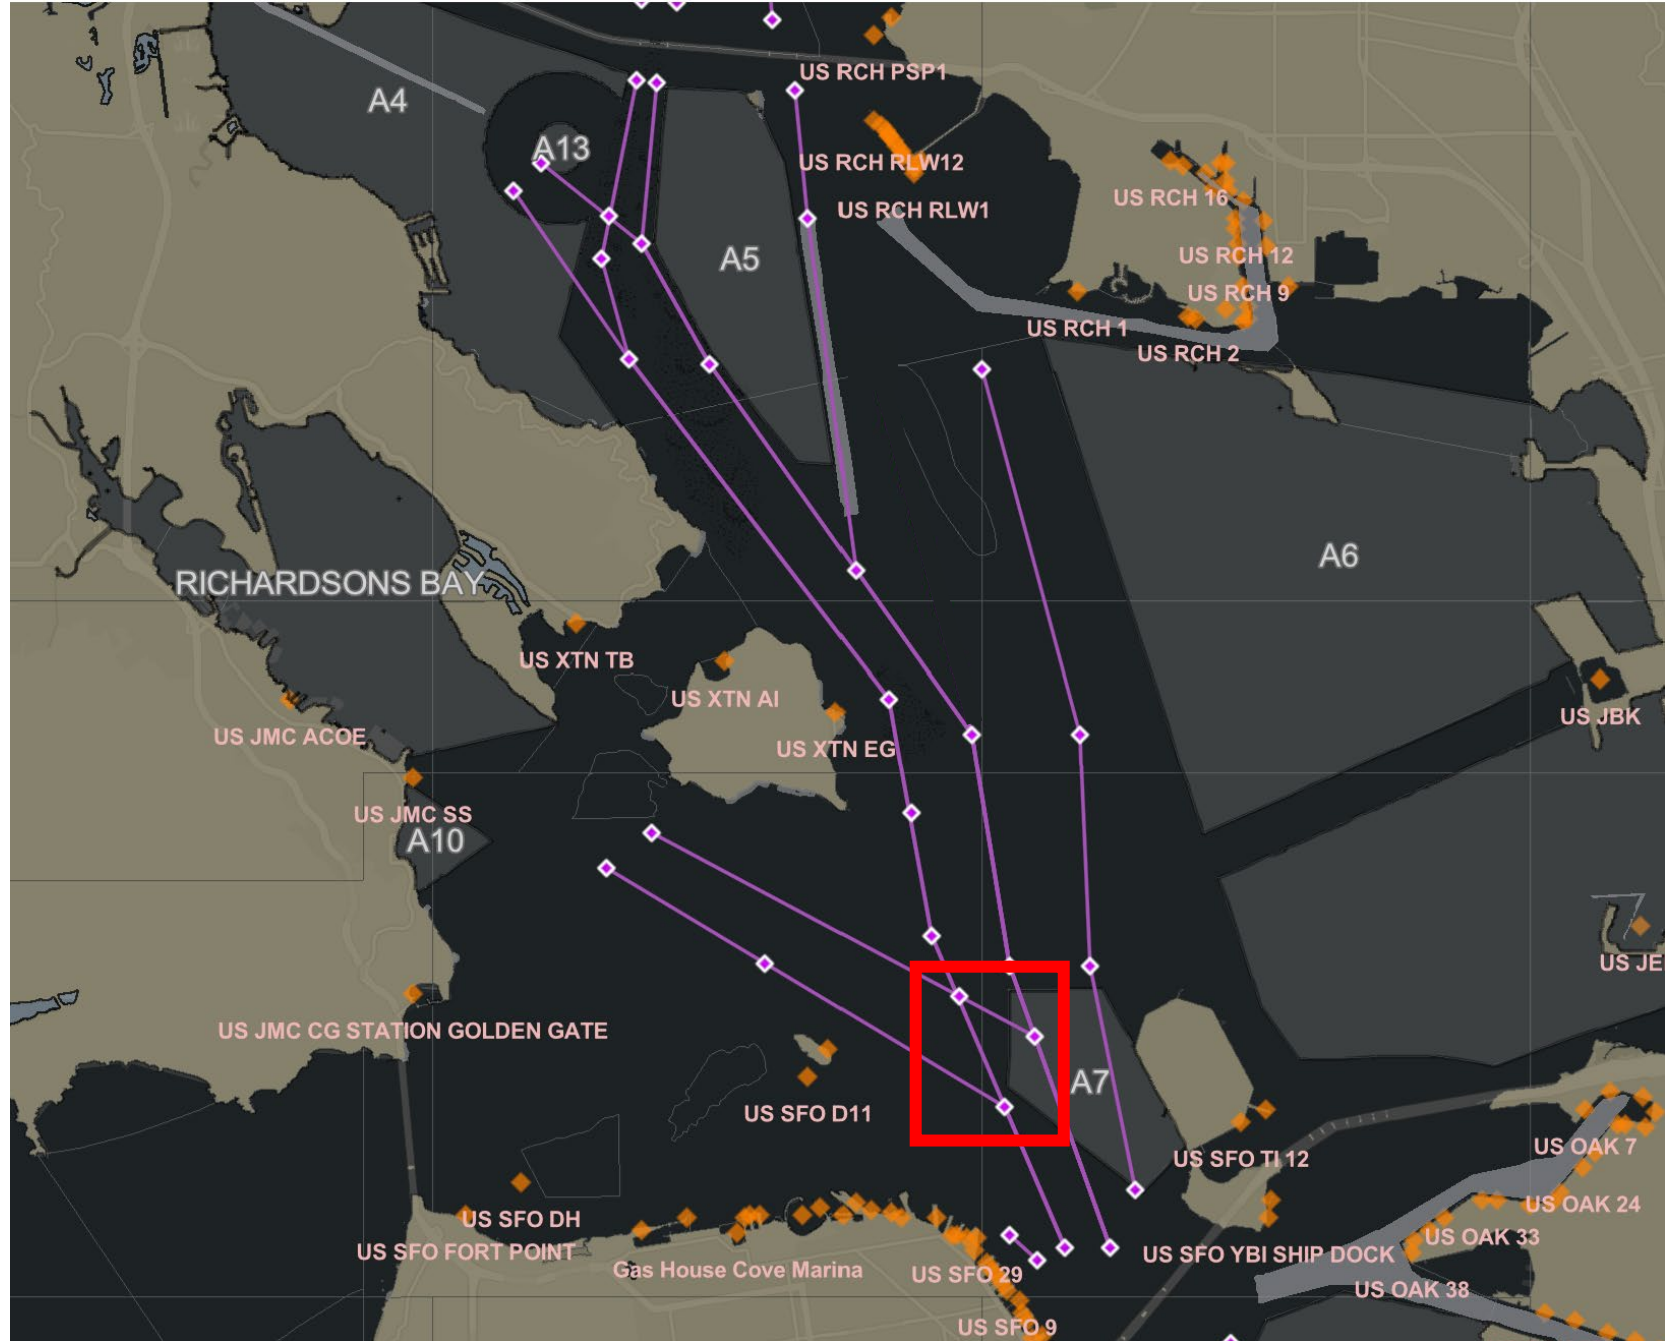 US RCH PSP1
A4
A13
US RCH RLW12
US RCH 16
US RCH RLW1
A5
US RCH 12
US RCH 9
US RCH 1
US RCH 2
A6
RICHARDSONS BAY
US XTN TB
US XTN AI
US JBK
US JMC ACOE
US XTN EG
US JMC SS
A10
US JE
US JMC CG STATION GOLDEN GATE
A7
US SFO D11
US OAK 7
US SFO TI 12
US OAK 24
US SFO DH
US OAK 33
US SFO FORT POINT
US SFO YBI SHIP DOCK
Gas House Cove Marina
US SFO 29
US OAK 38
US SFO 9